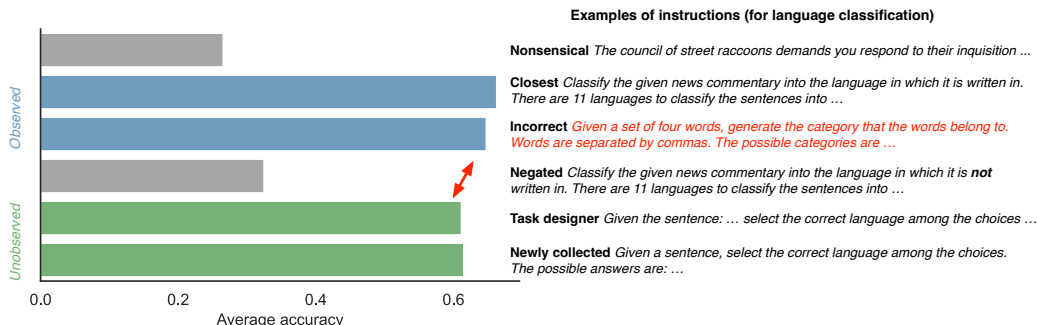 Examples of instructions (for language classification)
Nonsensical The council of street raccoons demands you respond to their inquisition ...
Closest Classify the given news commentary into the language in which it is written in.
There are 11 languages to classify the sentences into …
Observed
Incorrect Given a set of four words, generate the category that the words belong to.
Words are separated by commas. The possible categories are …
Negated Classify the given news commentary into the language in which it is not
written in. There are 11 languages to classify the sentences into …
Task designer Given the sentence: … select the correct language among the choices …
Unobserved
Newly collected Given a sentence, select the correct language among the choices.
The possible answers are: …
0.0 0.2 0.4 0.6
Average accuracy